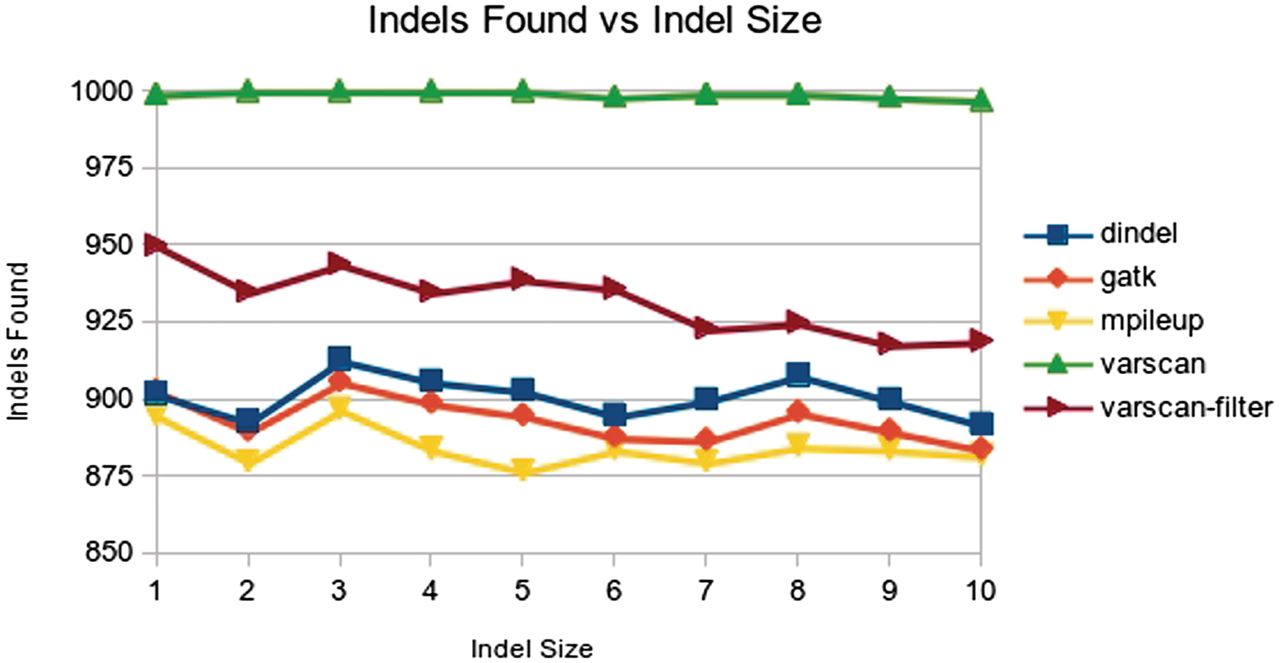 Indels Found vs Indel Size
1000
975
950
925
900
875
850
Indels Found
1 2 3 4 5 6 7 8 9 10
Indel Size
dindel
gatk
mpileup
varscan
varscan-filter